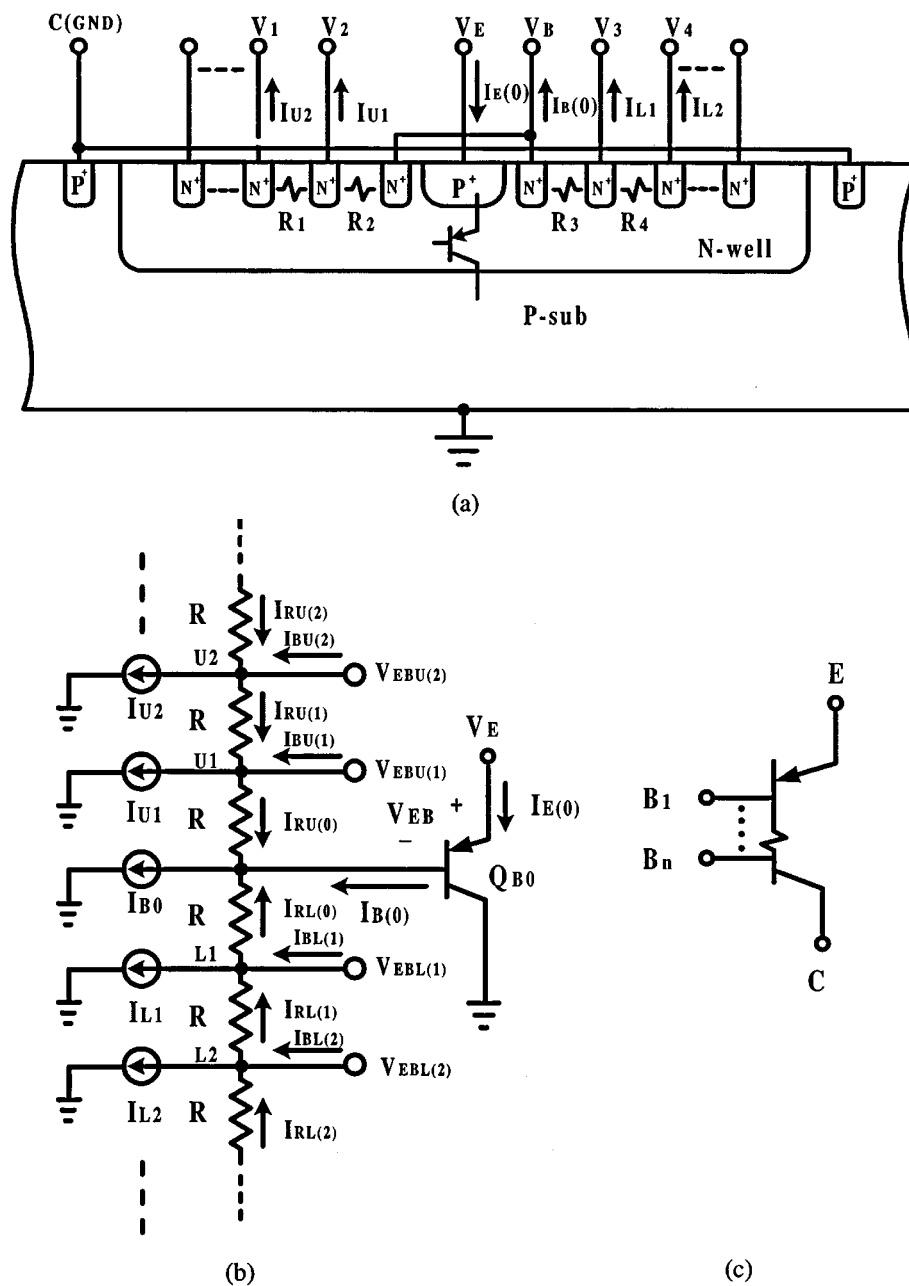 C(GND) V1 V2 VE VB V3 V4
IU2 IU1 IE(0) IB(0) IL1 IL2
P+ N+ N+ N+ N+ P+ N+ N+ N+ N+ P+
R1 R2 R3 R4
N-well
P-sub
(a)
R IRU(2)
IBU(2)
U2 VEBU(2)
IU2 R IRU(1)
IBU(1)
U1 VEBU(1)
IU1 R IRU(0)
VE
VEB + IE(0)
−
QB0
IB0 IB(0)
R IRL(0)
IBL(1)
L1 VEBL(1)
IL1 R IRL(1)
IBL(2)
L2 VEBL(2)
IL2 R IRL(2)
(b)
E
B1
Bn
C
(c)